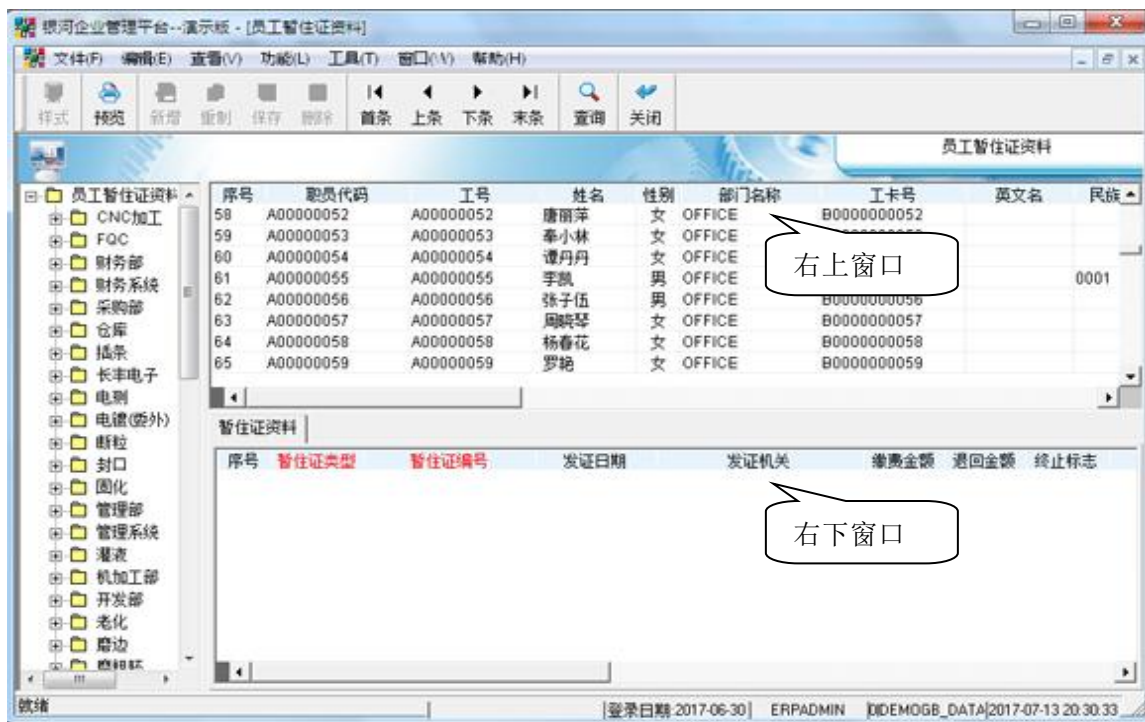 银河企业管理平台--演示版 - [员工暂住证资料]
文件(F) 编辑(E) 查看(V) 功能(L) 工具(T) 窗口(W) 帮助(H)
样式 预览 新增 重制 保存 删除 首条 上条 下条 末条 查询 关闭
员工暂住证资料
员工暂住证资料
CNC加工
FQC
财务部
财务系统
采购部
仓库
插条
长丰电子
电测
电镀(委外)
断粒
封口
固化
管理部
管理系统
灌液
机加工部
开发部
老化
磨边
序号 职员代码 工号 姓名 性别 部门名称 工卡号 英文名 民族
58 A00000052 A00000052 唐丽萍 女 OFFICE B0000000052
59 A00000053 A00000053 秦小林 女 OFFICE
60 A00000054 A00000054 谭丹丹 女 OFFICE
61 A00000055 A00000055 李凯 男 OFFICE 0001
62 A00000056 A00000056 张子伍 男 OFFICE B0000000056
63 A00000057 A00000057 周晓琴 女 OFFICE B0000000057
64 A00000058 A00000058 杨春花 女 OFFICE B0000000058
65 A00000059 A00000059 罗艳 女 OFFICE B0000000059
右上窗口
暂住证资料
序号 暂住证类型 暂住证编号 发证日期 发证机关 缴费金额 退回金额 终止标志
右下窗口
就绪
登录日期:2017-06-30 ERPADMIN DEMOGB_DATA 2017-07-13 20:30:33